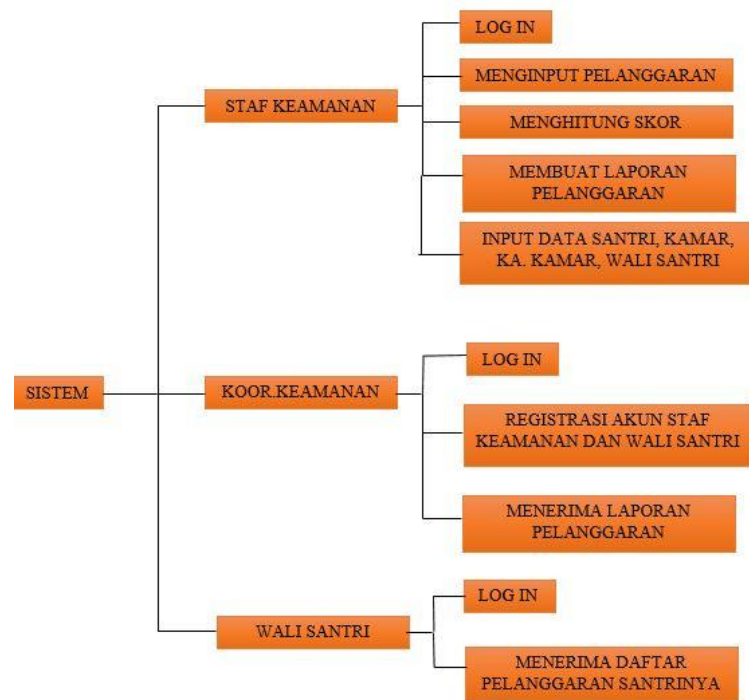 LOG IN
MENGINPUT PELANGGARAN
STAF KEAMANAN
MENGHITUNG SKOR
MEMBUAT LAPORAN
PELANGGARAN
INPUT DATA SANTRI, KAMAR,
KA. KAMAR, WALI SANTRI
SISTEM
KOOR.KEAMANAN
LOG IN
REGISTRASI AKUN STAF
KEAMANAN DAN WALI SANTRI
MENERIMA LAPORAN
PELANGGARAN
WALI SANTRI
LOG IN
MENERIMA DAFTAR
PELANGGARAN SANTRINYA